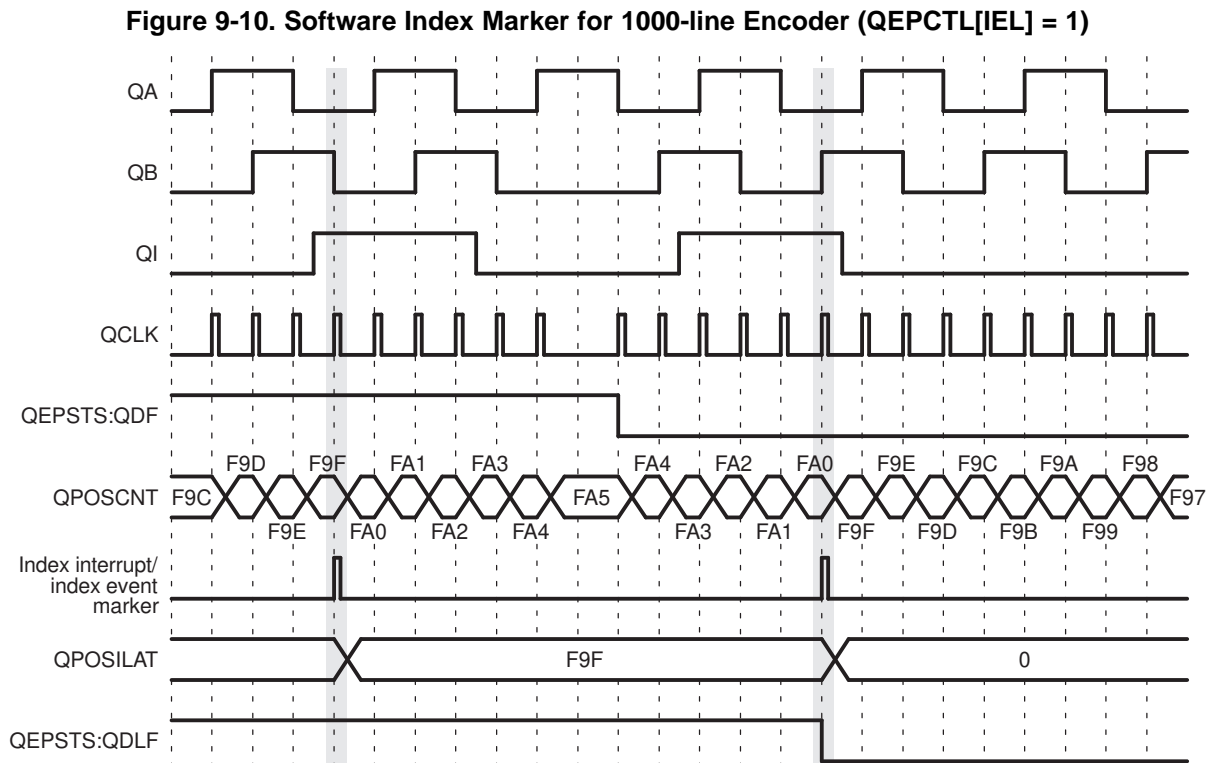 Figure 9-10. Software Index Marker for 1000-line Encoder (QEPCTL[IEL] = 1)
QA
QB
QI
QCLK
QEPSTS:QDF
F9D F9F FA1 FA3 FA4 FA2 FA0 F9E F9C F9A F98
QPOSCNT F9C FA5 F97
F9E FA0 FA2 FA4 FA3 FA1 F9F F9D F9B F99
Index interrupt/
index event
marker
QPOSILAT F9F 0
QEPSTS:QDLF